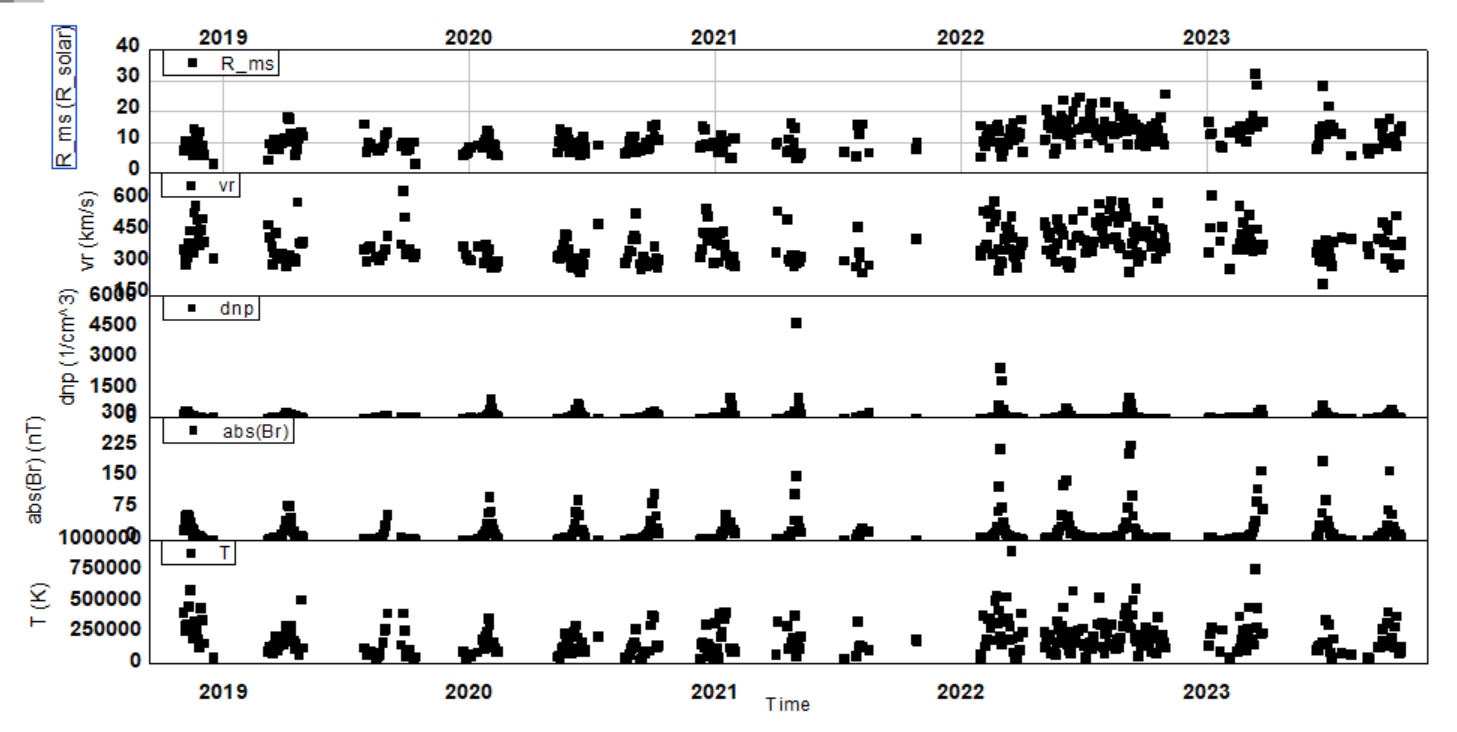 2019 2020 2021 2022 2023
R_ms (R_solar)
40
30
20
10
0
R_ms
vr (km/s)
600
450
300
150
vr
dnp (1/cm^3)
6000
4500
3000
1500
0
dnp
abs(Br) (nT)
300
225
150
75
0
abs(Br)
T (K)
1000000
750000
500000
250000
0
T
2019 2020 2021 2022 2023
Time